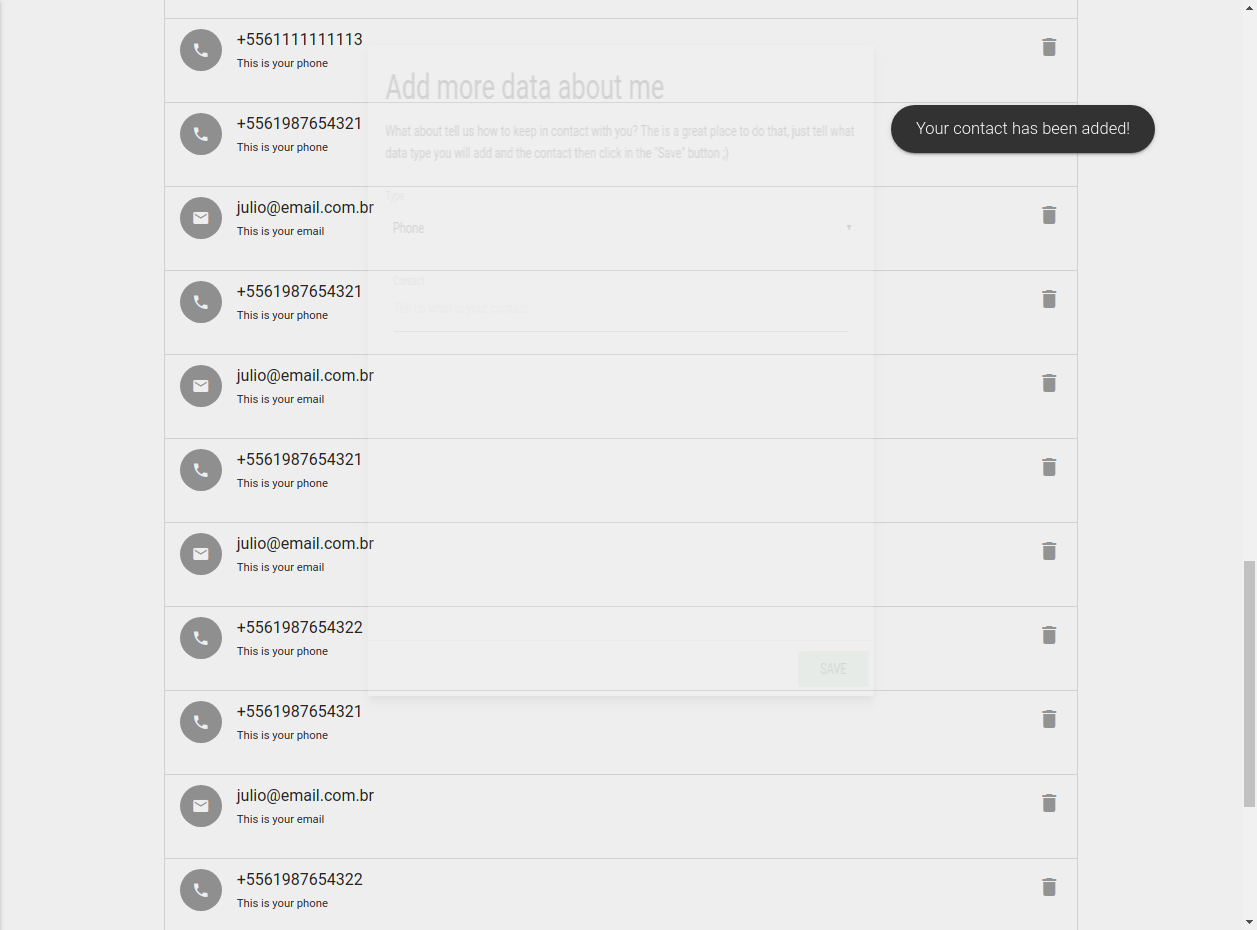 +5561111111113
This is your phone
Add more data about me
+5561987654321
This is your phone
What about tell us how to keep in contact with you? The is a great place to do that, just tell what
data type you will add and the contact then click in the "Save" button ;)
Your contact has been added!
Type
julio@email.com.br
This is your email
Phone
Contact
+5561987654321
This is your phone
julio@email.com.br
This is your email
+5561987654321
This is your phone
julio@email.com.br
This is your email
+5561987654322
This is your phone
SAVE
+5561987654321
This is your phone
julio@email.com.br
This is your email
+5561987654322
This is your phone